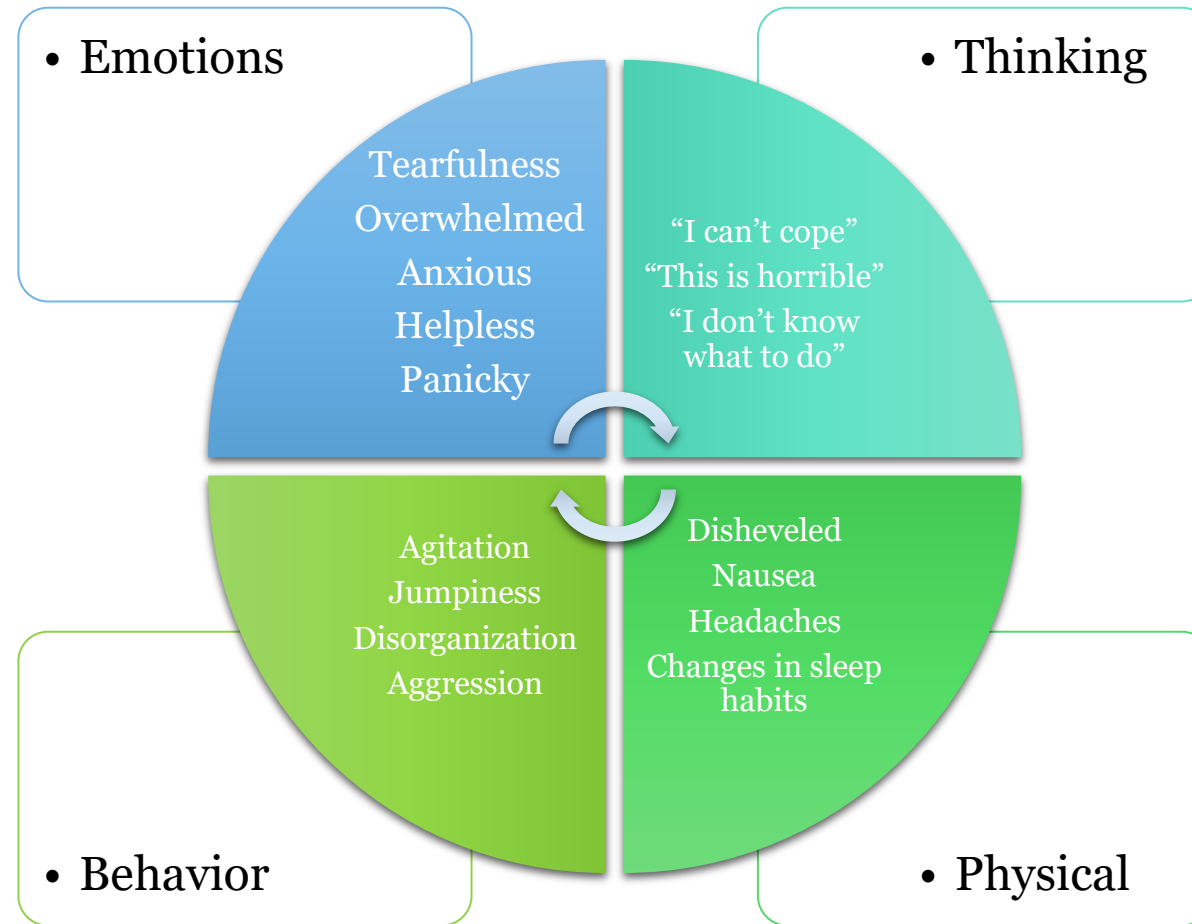 • Emotions
Tearfulness
Overwhelmed
Anxious
Helpless
Panicky
• Thinking
“I can’t cope”
“This is horrible”
“I don’t know
what to do”
Agitation
Jumpiness
Disorganization
Aggression
• Behavior
Disheveled
Nausea
Headaches
Changes in sleep
habits
• Physical